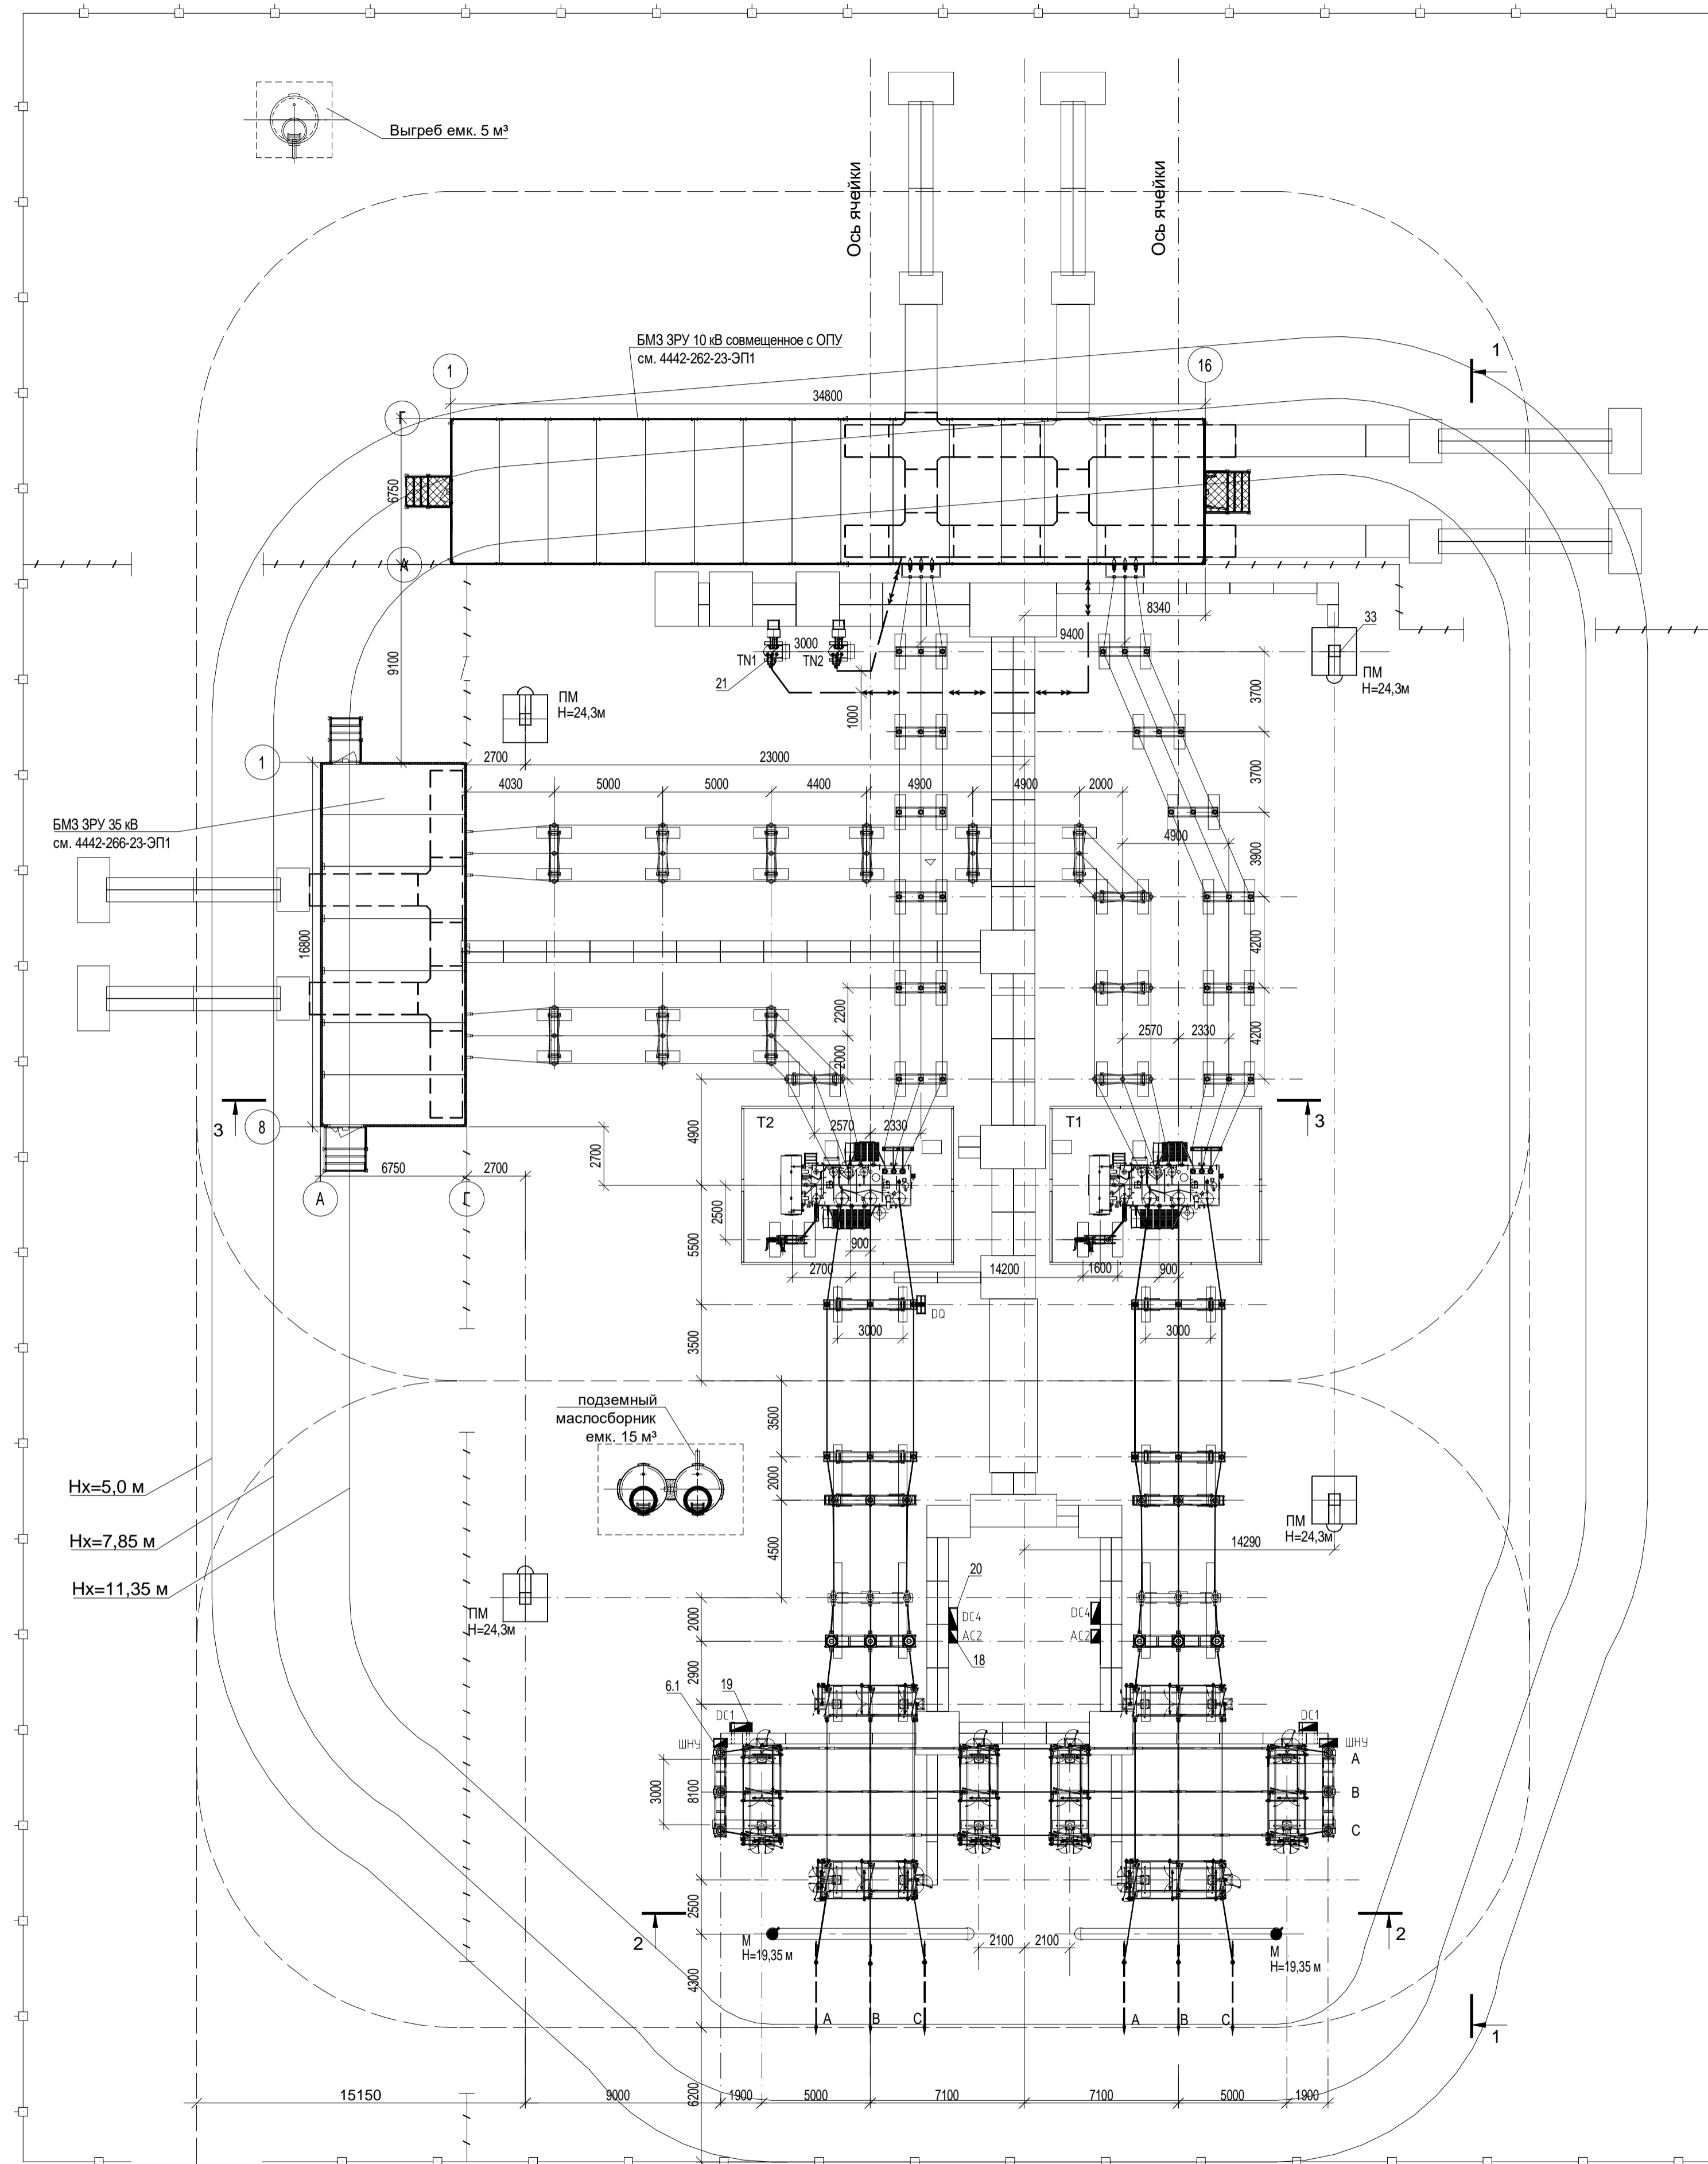 Выгреб емк. 5 м³
Ось ячейки
Ось ячейки
БМЗ ЗРУ 10 кВ совмещенное с ОПУ
см. 4442-262-23-ЭП1
1
1
16
34800
Г
6750
А
8340
9400
33
3000
TN1
TN2
21
9100
1000
ПМ
Н=24,3м
ПМ
Н=24,3м
3700
3700
1
2700
23000
4030
5000
5000
4400
4900
4900
2000
БМЗ ЗРУ 35 кВ
см. 4442-266-23-ЭП1
4900
3900
16800
4200
2200
2570
2330
4200
2000
3
8
3
Т2
Т1
2570
2330
4900
2700
6750
2700
А
Г
2500
5500
900
2700
14200
1600
900
DQ
3000
3000
3500
подземный
маслосборник
емк. 15 м³
3500
2000
Нх=5,0 м
Нх=7,85 м
Нх=11,35 м
4500
ПМ
Н=24,3м
14290
ПМ
Н=24,3м
20
DC4
AC2
18
DC4
AC2
2000
2900
6.1
19
DC1
ШНУ
DC1
ШНУ
A
B
C
3000
8100
2500
2
2
М
Н=19,35 м
2100
2100
М
Н=19,35 м
4300
A
B
C
A
B
C
1
6200
15150
9000
1900
5000
7100
7100
5000
1900